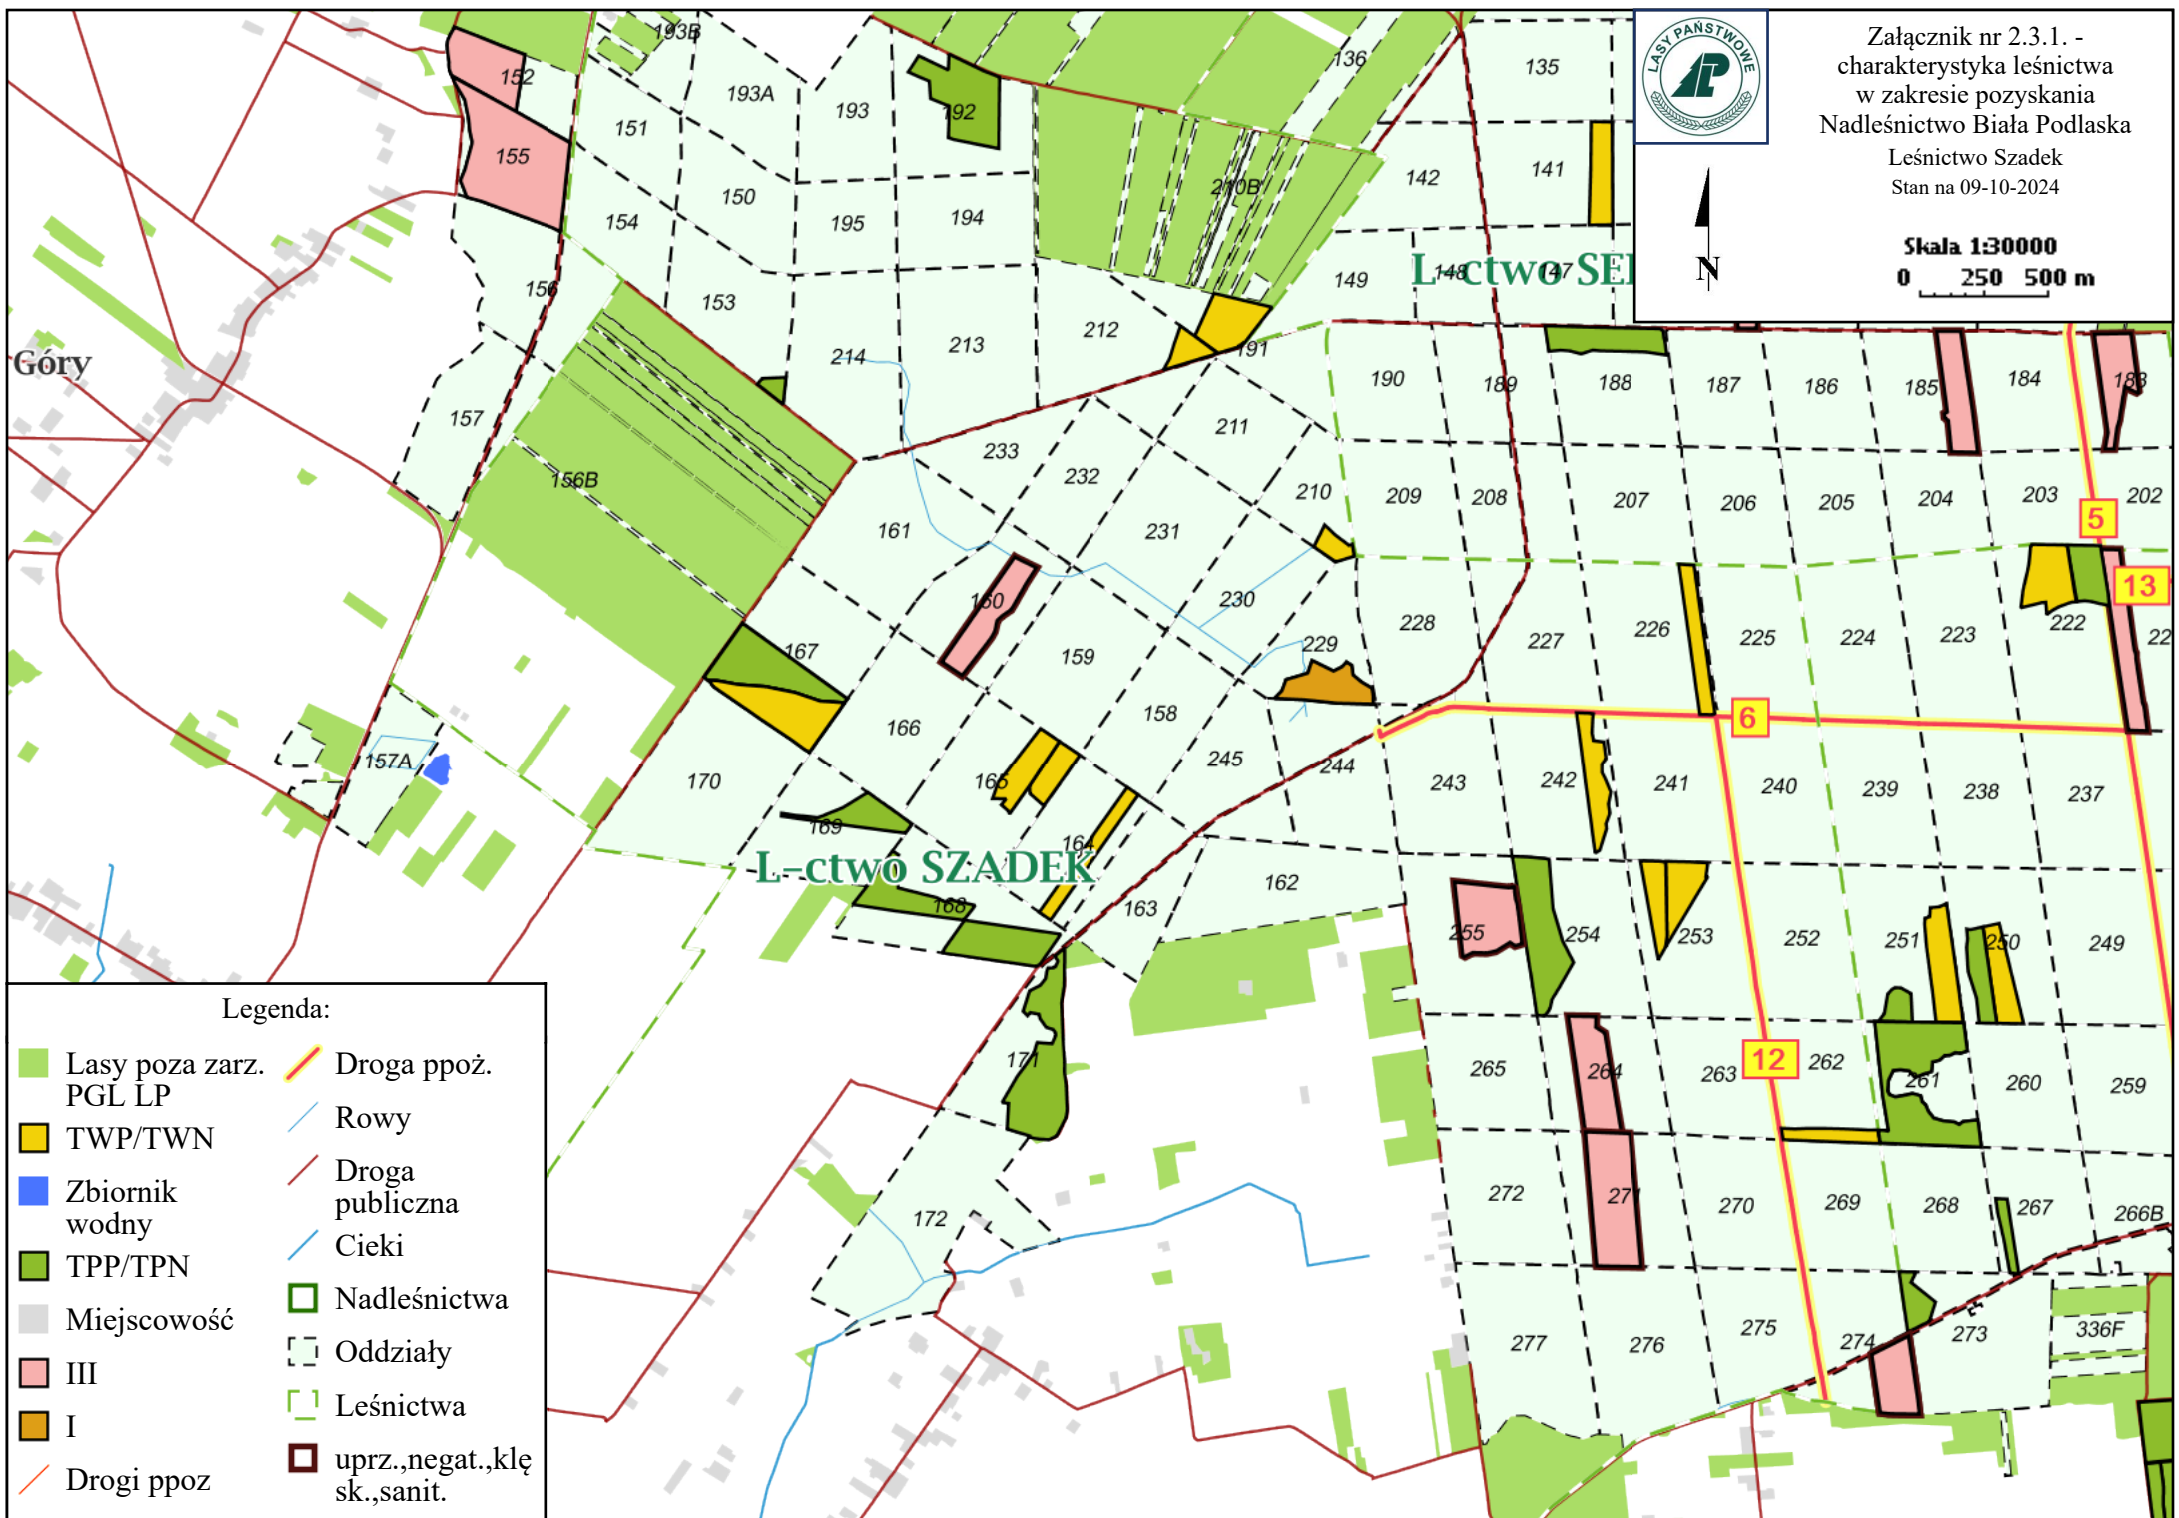 LASY PAŃSTWOWE
Załącznik nr 2.3.1. -
charakterystyka leśnictwa
w zakresie pozyskania
Nadleśnictwo Biała Podlaska
Leśnictwo Szadek
Stan na 09-10-2024
N
Skala 1:30000
0 250 500 m
193B
152
136
135
193A
193
192
151
155
142
141
150
210B
154
195
194
149
148
L-ctwo SE
147
156
153
212
213
214
191
Góry
190
189
188
187
186
185
184
183
157
211
233
232
156B
210
209
208
207
206
205
204
203
202
5
161
231
13
160
230
228
227
226
225
224
223
222
22
229
167
159
158
6
166
245
244
157A
170
165
243
242
241
240
239
238
237
169
164
L-ctwo SZADEK
162
168
163
255
254
253
252
251
250
249
171
265
264
263
12
262
261
260
259
172
272
271
270
269
268
267
266B
277
276
275
274
273
336F
Legenda:
Lasy poza zarz.
PGL LP
TWP/TWN
Zbiornik
wodny
TPP/TPN
Miejscowość
III
I
Drogi ppoz
Droga ppoż.
Rowy
Droga
publiczna
Cieki
Nadleśnictwa
Oddziały
Leśnictwa
uprz.,negat.,klę
sk.,sanit.